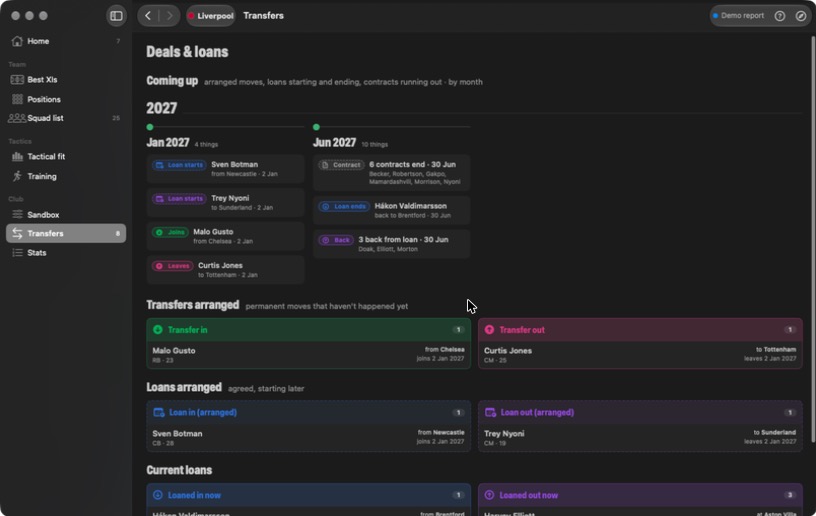 Liverpool
Transfers
Demo report
Home 7
Team
Best XIs
Positions
Squad list 25
Tactics
Tactical fit
Training
Club
Sandbox
Transfers 8
Stats
Deals & loans
Coming up arranged moves, loans starting and ending, contracts running out · by month
2027
Jan 2027 4 things
Loan starts Sven Botman
from Newcastle · 2 Jan
Loan starts Trey Nyoni
to Sunderland · 2 Jan
Joins Malo Gusto
from Chelsea · 2 Jan
Leaves Curtis Jones
to Tottenham · 2 Jan
Jun 2027 10 things
Contract 6 contracts end · 30 Jun
Becker, Robertson, Gakpo,
Mamardashvili, Morrison, Nyoni
Loan ends Hákon Valdimarsson
back to Brentford · 30 Jun
Back 3 back from loan · 30 Jun
Doak, Elliott, Morton
Transfers arranged permanent moves that haven't happened yet
Transfer in 1
Malo Gusto from Chelsea
RB · 23 joins 2 Jan 2027
Transfer out 1
Curtis Jones to Tottenham
CM · 25 leaves 2 Jan 2027
Loans arranged agreed, starting later
Loan in (arranged) 1
Sven Botman from Newcastle
CB · 28 joins 2 Jan 2027
Loan out (arranged) 1
Trey Nyoni to Sunderland
CM · 19 leaves 2 Jan 2027
Current loans
Loaned in now 1
Hákon Valdimarsson from Brentford
Loaned out now 3
Harvey Elliott at Aston Villa